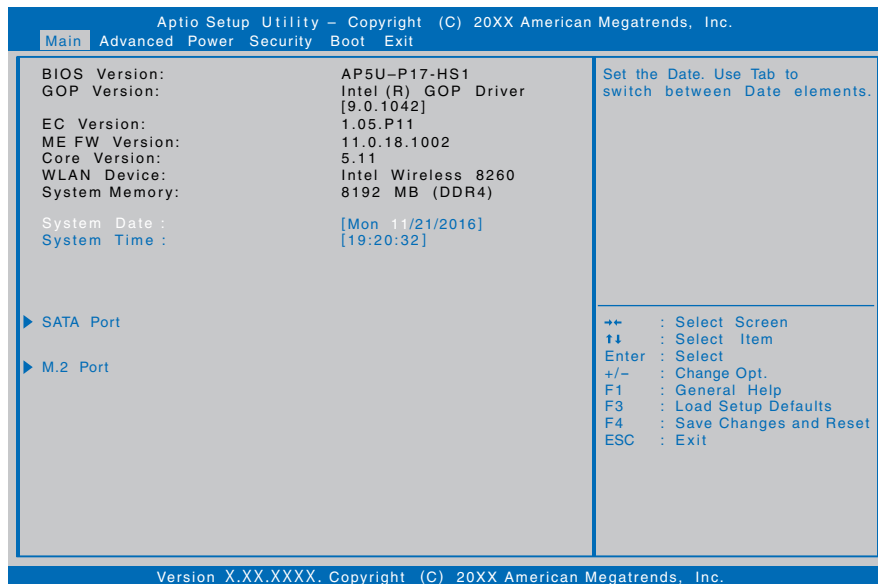 Aptio Setup Utility – Copyright (C) 20XX American Megatrends, Inc.
Main Advanced Power Security Boot Exit
BIOS Version: AP5U–P17-HS1
GOP Version: Intel (R) GOP Driver
[9.0.1042]
EC Version: 1.05.P11
ME FW Version: 11.0.18.1002
Core Version: 5.11
WLAN Device: Intel Wireless 8260
System Memory: 8192 MB (DDR4)
System Date : [Mon 11/21/2016]
System Time : [19:20:32]
SATA Port
M.2 Port
Set the Date. Use Tab to
switch between Date elements.
→← : Select Screen
↑↓ : Select Item
Enter : Select
+/– : Change Opt.
F1 : General Help
F3 : Load Setup Defaults
F4 : Save Changes and Reset
ESC : Exit
Version X.XX.XXXX. Copyright (C) 20XX American Megatrends, Inc.